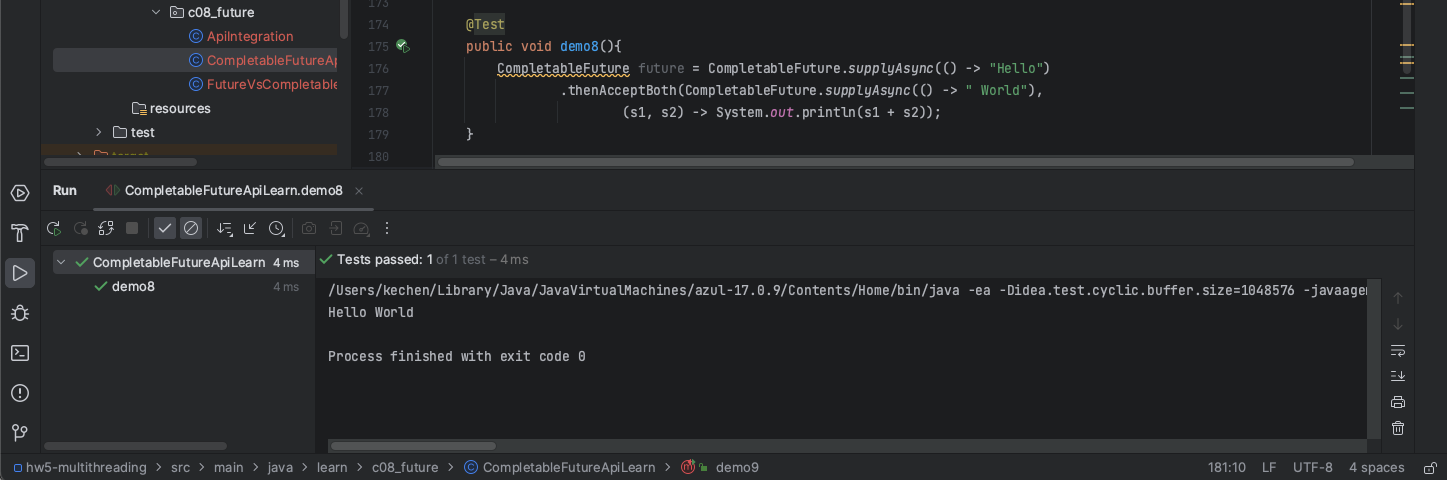 c08_future
ApiIntegration
CompletableFutureAp
FutureVsCompletable
resources
test
173
174 @Test
175 public void demo8(){
176 CompletableFuture future = CompletableFuture.supplyAsync(() -> "Hello")
177 .thenAcceptBoth(CompletableFuture.supplyAsync(() -> " World"),
178 (s1, s2) -> System.out.println(s1 + s2));
179 }
180
Run CompletableFutureApiLearn.demo8
CompletableFutureApiLearn 4 ms
demo8 4 ms
Tests passed: 1 of 1 test – 4 ms
/Users/kechen/Library/Java/JavaVirtualMachines/azul-17.0.9/Contents/Home/bin/java -ea -Didea.test.cyclic.buffer.size=1048576 -javaagen
Hello World
Process finished with exit code 0
hw5-multithreading > src > main > java > learn > c08_future > CompletableFutureApiLearn > demo9 181:10 LF UTF-8 4 spaces